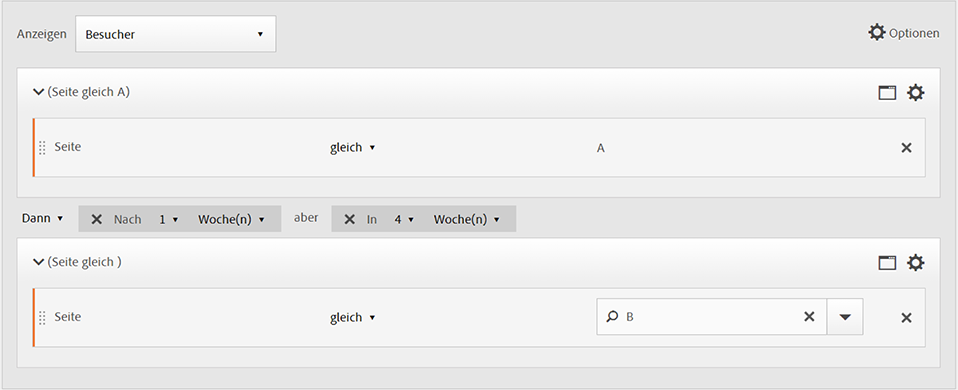 Anzeigen Besucher Optionen
(Seite gleich A)
Seite gleich A
Dann Nach 1 Woche(n) aber In 4 Woche(n)
(Seite gleich )
Seite gleich B